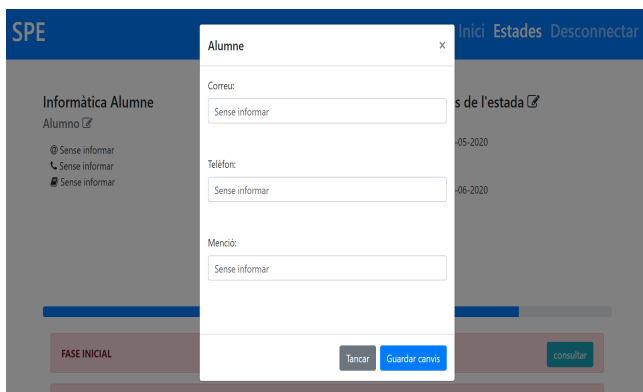 SPE
Inici Estades Desconnectar
Alumne
×
Informàtica Alumne
Alumno
@ Sense informar
Sense informar
Sense informar
s de l'estada
-05-2020
-06-2020
Correu:
Sense informar
Telèfon:
Sense informar
Menció:
Sense informar
Tancar
Guardar canvis
FASE INICIAL
consultar